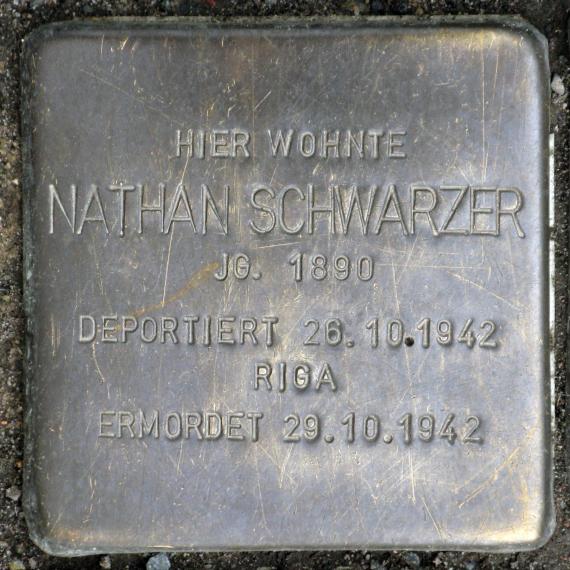 HIER WOHNTE
NATHAN SCHWARZER
JG. 1890
DEPORTIERT 26.10.1942
RIGA
ERMORDET 29.10.1942